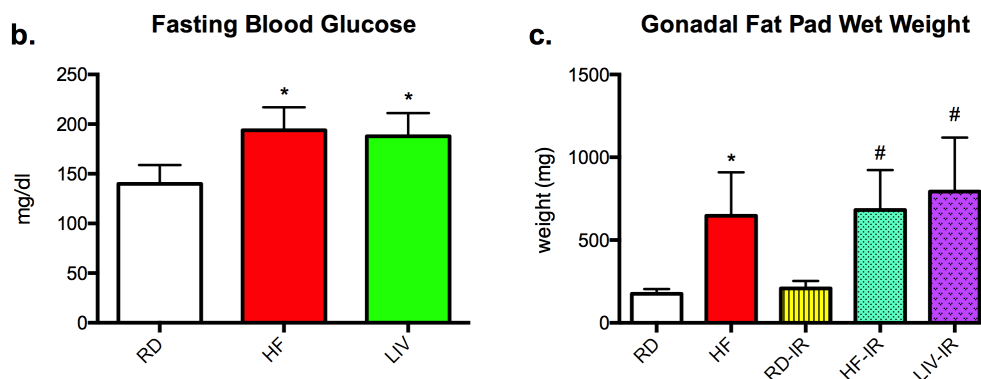 b.
Fasting Blood Glucose
mg/dl
250
200
150
100
50
0
*
*
RD
HF
LIV
c.
Gonadal Fat Pad Wet Weight
weight (mg)
1500
1000
500
0
*
#
#
RD
HF
RD-IR
HF-IR
LIV-IR